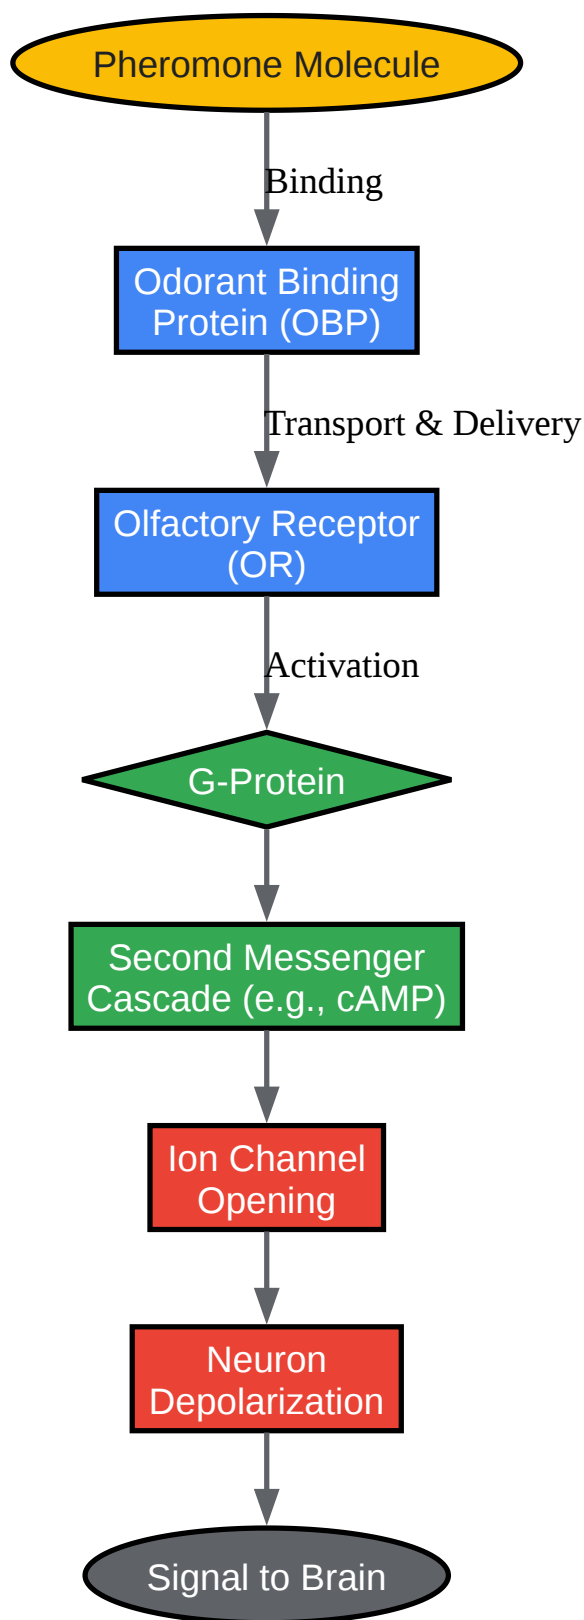 Pheromone Molecule
Binding
Odorant Binding
Protein (OBP)
Transport & Delivery
Olfactory Receptor
(OR)
Activation
G-Protein
Second Messenger
Cascade (e.g., cAMP)
Ion Channel
Opening
Neuron
Depolarization
Signal to Brain